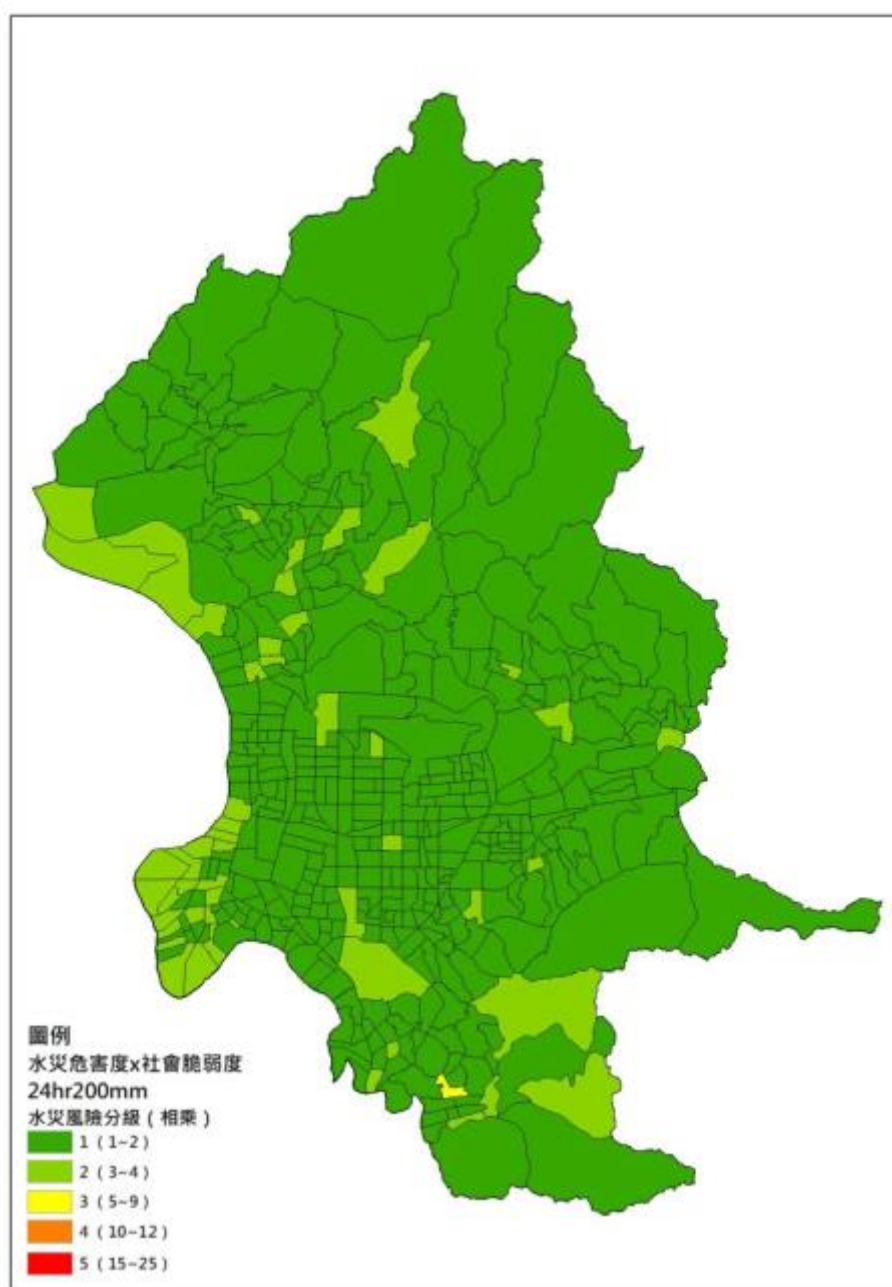 圖例
水災危害度x社會脆弱度
24hr200mm
水災風險分級（相乘）
1（1~2）
2（3~4）
3（5~9）
4（10~12）
5（15~25）